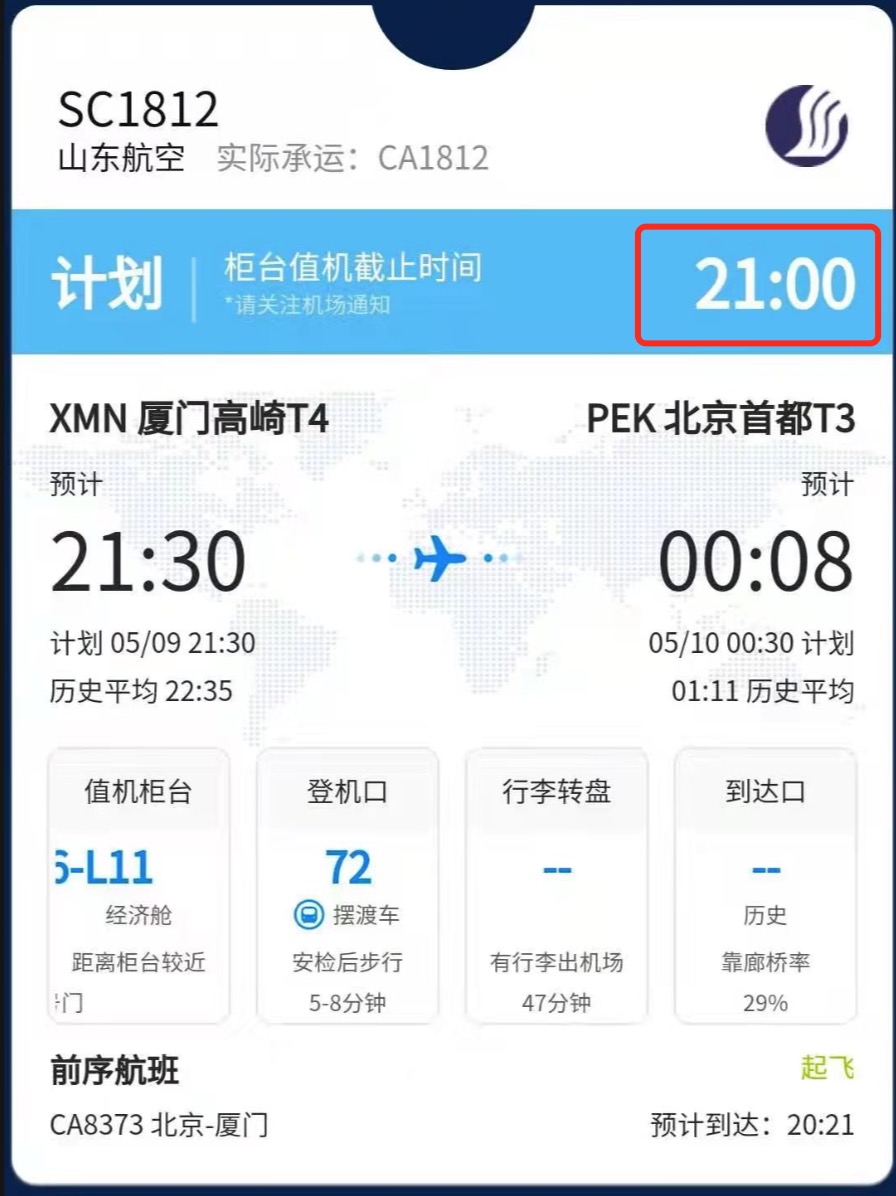 SC1812
山东航空 实际承运：CA1812
计划 柜台值机截止时间 21:00
*请关注机场通知
XMN 厦门高崎T4 PEK 北京首都T3
预计 预计
21:30 00:08
计划 05/09 21:30 05/10 00:30 计划
历史平均 22:35 01:11 历史平均
值机柜台 登机口 行李转盘 到达口
6-L11 72 -- --
经济舱 摆渡车 历史
距离柜台较近 安检后步行 有行李出机场 靠廊桥率
门 5-8分钟 47分钟 29%
前序航班 起飞
CA8373 北京-厦门 预计到达：20:21